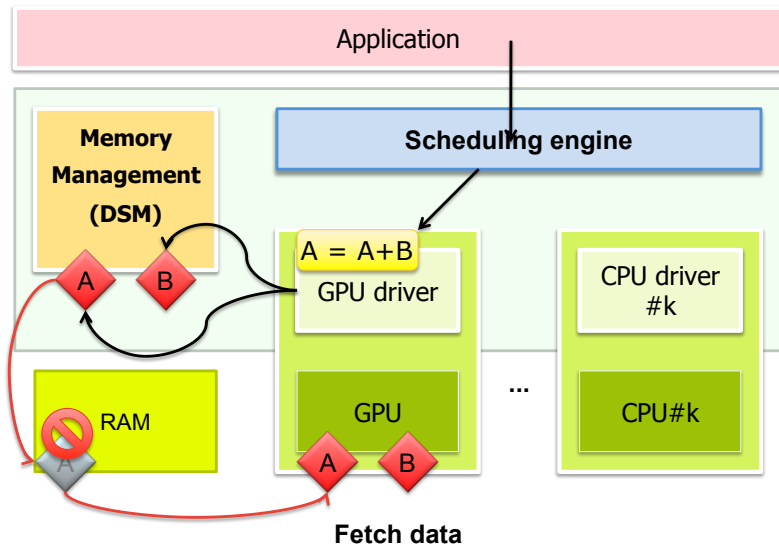 Application
Memory
Management
(DSM)
Scheduling engine
A = A+B
A
B
GPU driver
CPU driver
#k
RAM
A
GPU
...
CPU#k
A
B
Fetch data